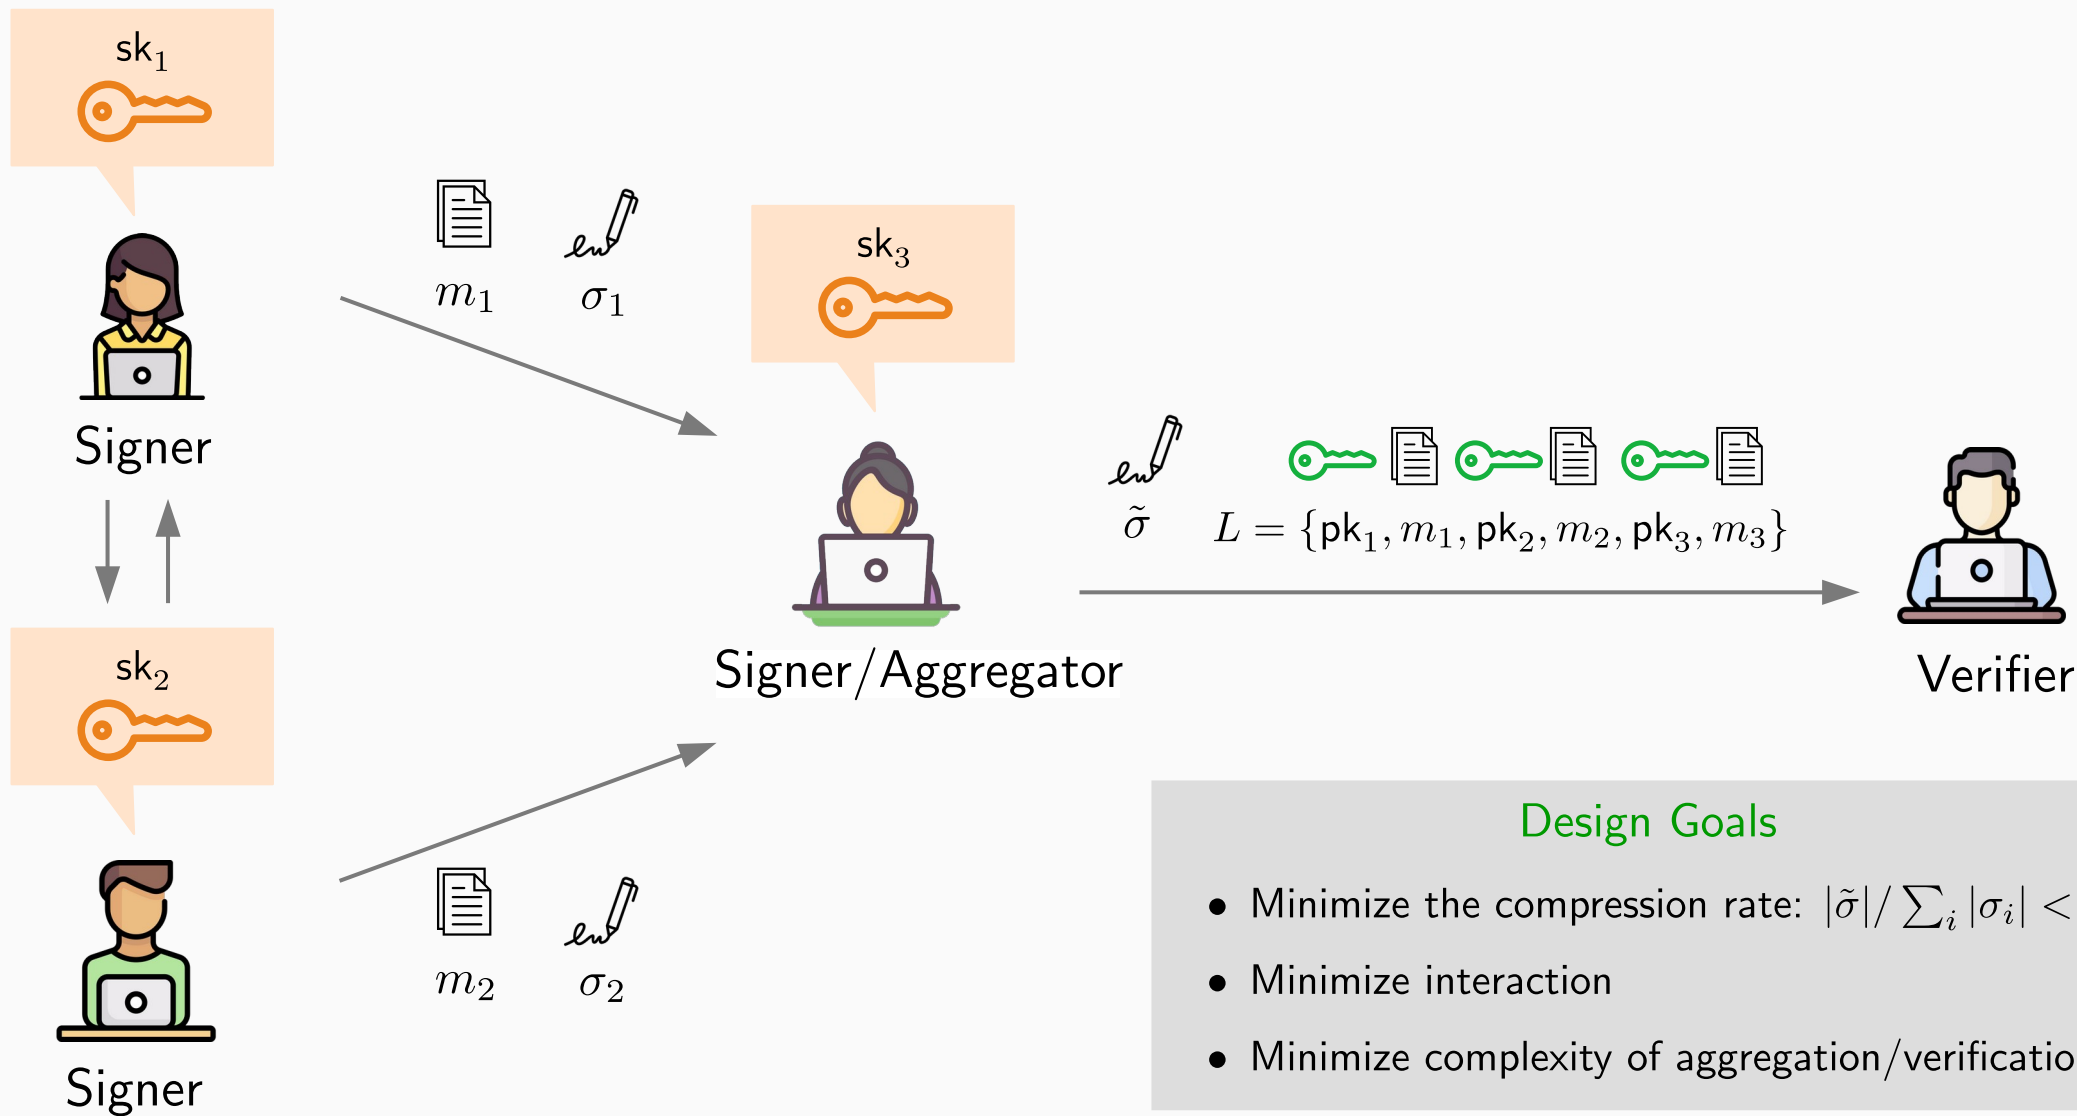 sk₁
Signer
m₁ σ₁
sk₃
Signer/Aggregator
sk₂
Signer
m₂ σ₂
σ̃ L = {pk₁, m₁, pk₂, m₂, pk₃, m₃}
Verifier
Design Goals
• Minimize the compression rate: |σ̃|/ ∑ᵢ |σᵢ| <
• Minimize interaction
• Minimize complexity of aggregation/verificatio